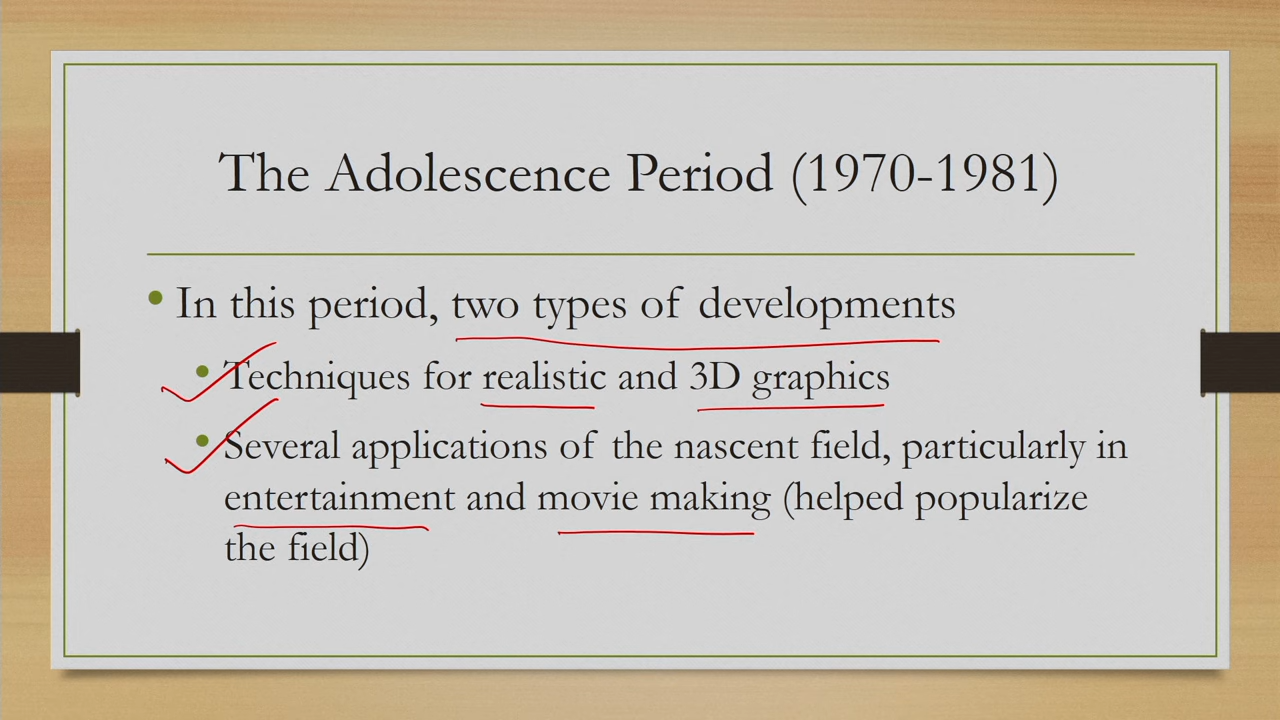 The Adolescence Period (1970-1981)
• In this period, two types of developments
• Techniques for realistic and 3D graphics
• Several applications of the nascent field, particularly in
entertainment and movie making (helped popularize
the field)